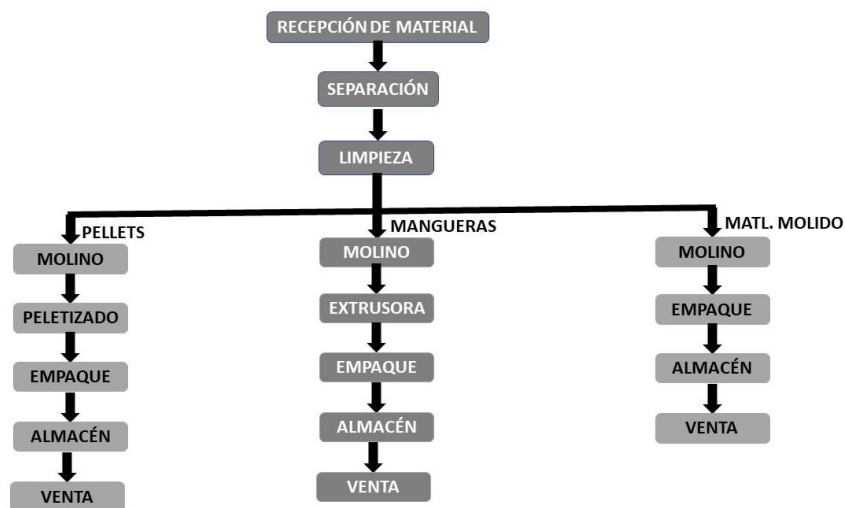 RECEPCIÓN DE MATERIAL
SEPARACIÓN
LIMPIEZA
PELLETS
MOLINO
PELETIZADO
EMPAQUE
ALMACÉN
VENTA
MANGUERAS
MOLINO
EXTRUSORA
EMPAQUE
ALMACÉN
VENTA
MATL. MOLIDO
MOLINO
EMPAQUE
ALMACÉN
VENTA